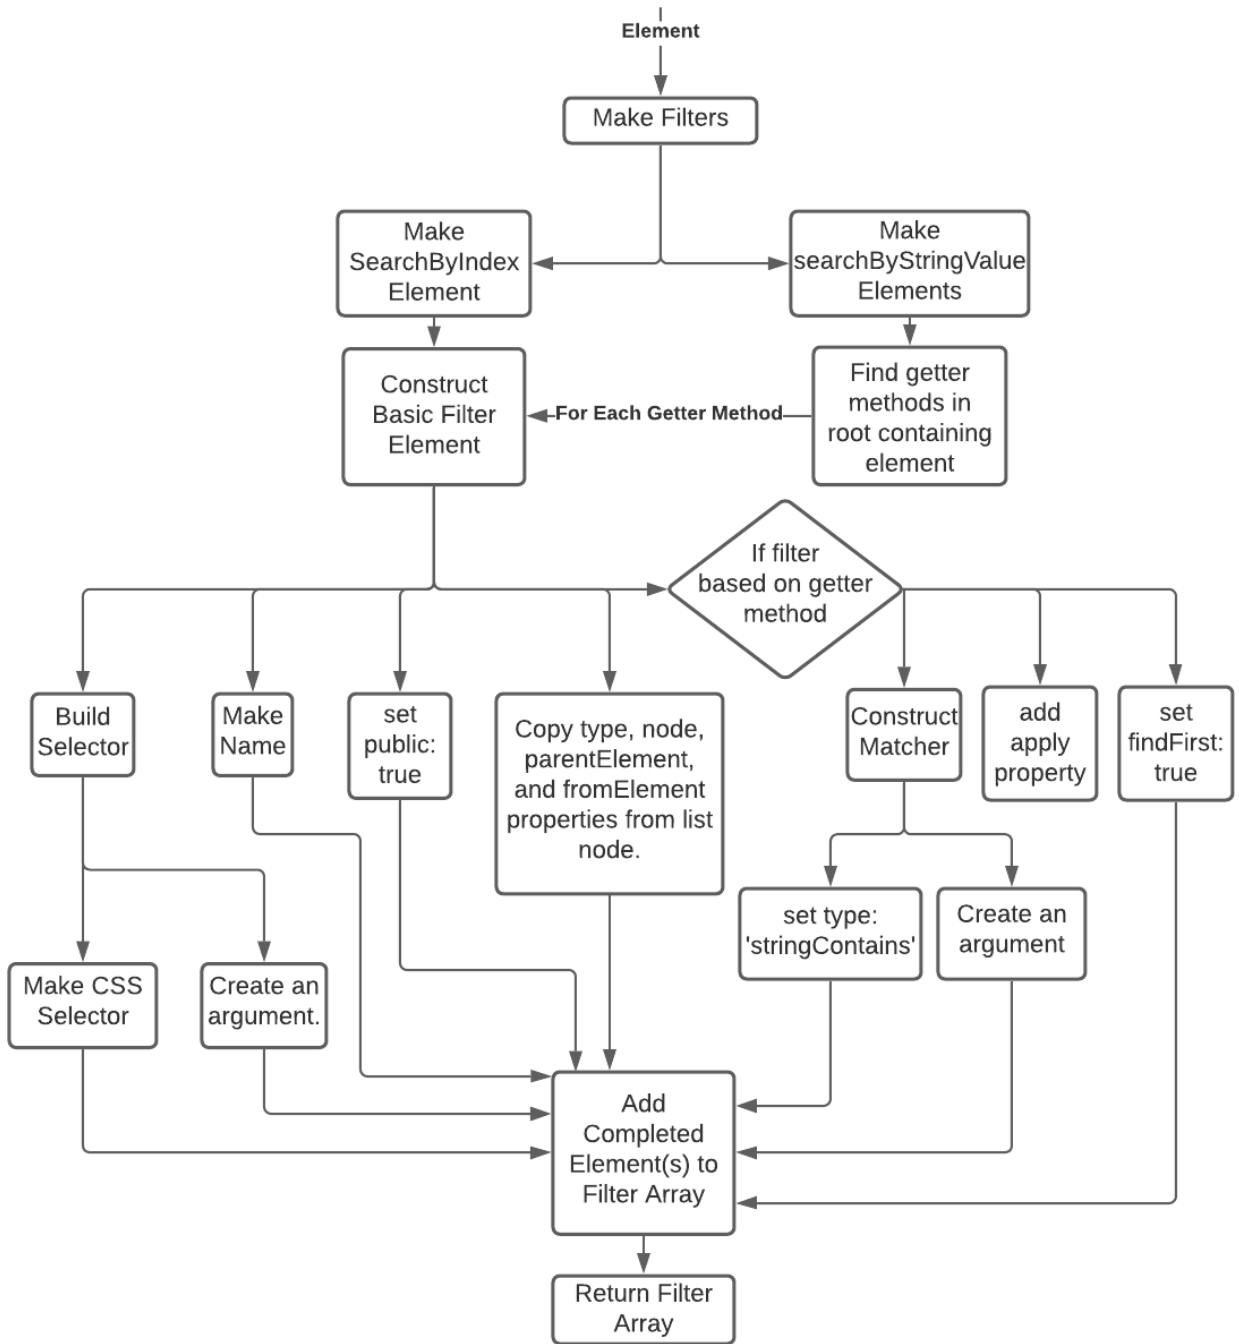 Element
Make Filters
Make
SearchByIndex
Element
Make
searchByStringValue
Elements
Construct
Basic Filter
Element
For Each Getter Method
Find getter
methods in
root containing
element
If filter
based on getter
method
Build
Selector
Make
Name
set
public:
true
Copy type, node,
parentElement,
and fromElement
properties from list
node.
Construct
Matcher
add
apply
property
set
findFirst:
true
set type:
'stringContains'
Create an
argument
Make CSS
Selector
Create an
argument.
Add
Completed
Element(s) to
Filter Array
Return Filter
Array